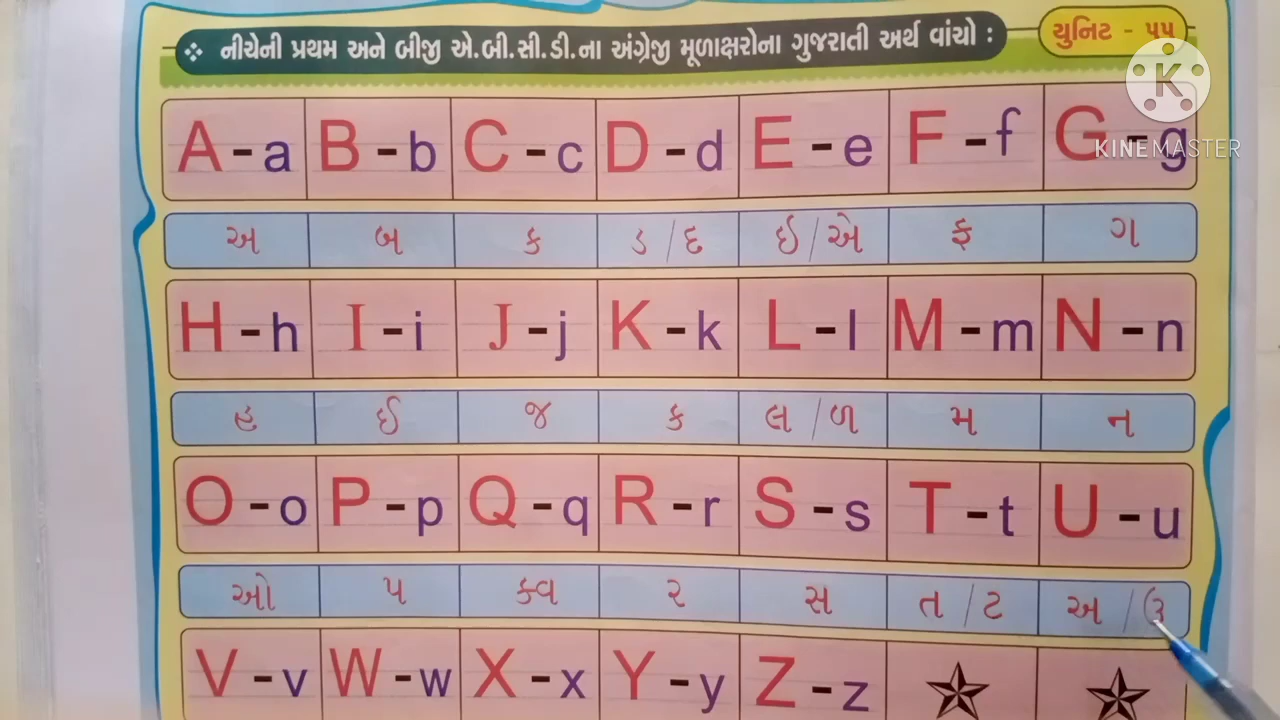 ❖ નીચેની પ્રથમ અને બીજી એ.બી.સી.ડી.ના અંગ્રેજી મૂળાક્ષરોના ગુજરાતી અર્થ વાંચો : યુનિટ - ૫૫
A - a B - b C - c D - d E - e F - f G - g
અ બ ક ડ / દ ઈ / એ ફ ગ
H - h I - i J - j K - k L - l M - m N - n
હ ઈ જ ક લ / ળ મ ન
O - o P - p Q - q R - r S - s T - t U - u
ઓ પ ક્વ ર સ ત / ટ અ / ઉ
V - v W - w X - x Y - y Z - z
K
KINEMASTER